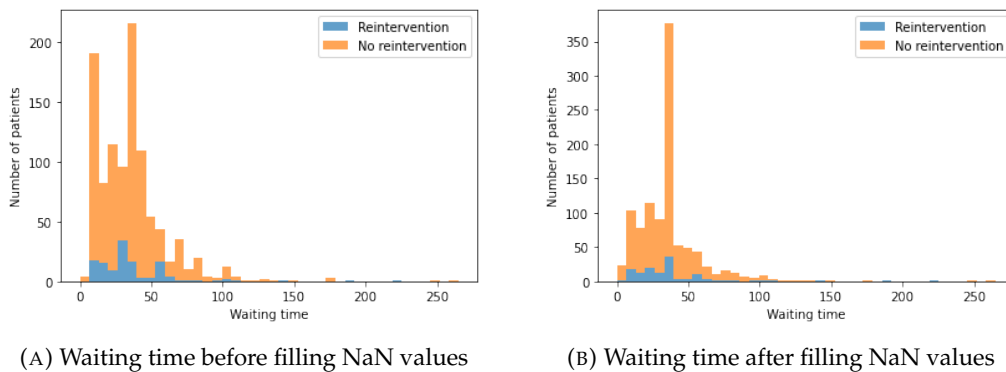 Reintervention
No reintervention
200
150
100
50
0
Number of patients
0 50 100 150 200 250
Waiting time
(A) Waiting time before filling NaN values
Reintervention
No reintervention
350
300
250
200
150
100
50
0
Number of patients
0 50 100 150 200 250
Waiting time
(B) Waiting time after filling NaN values